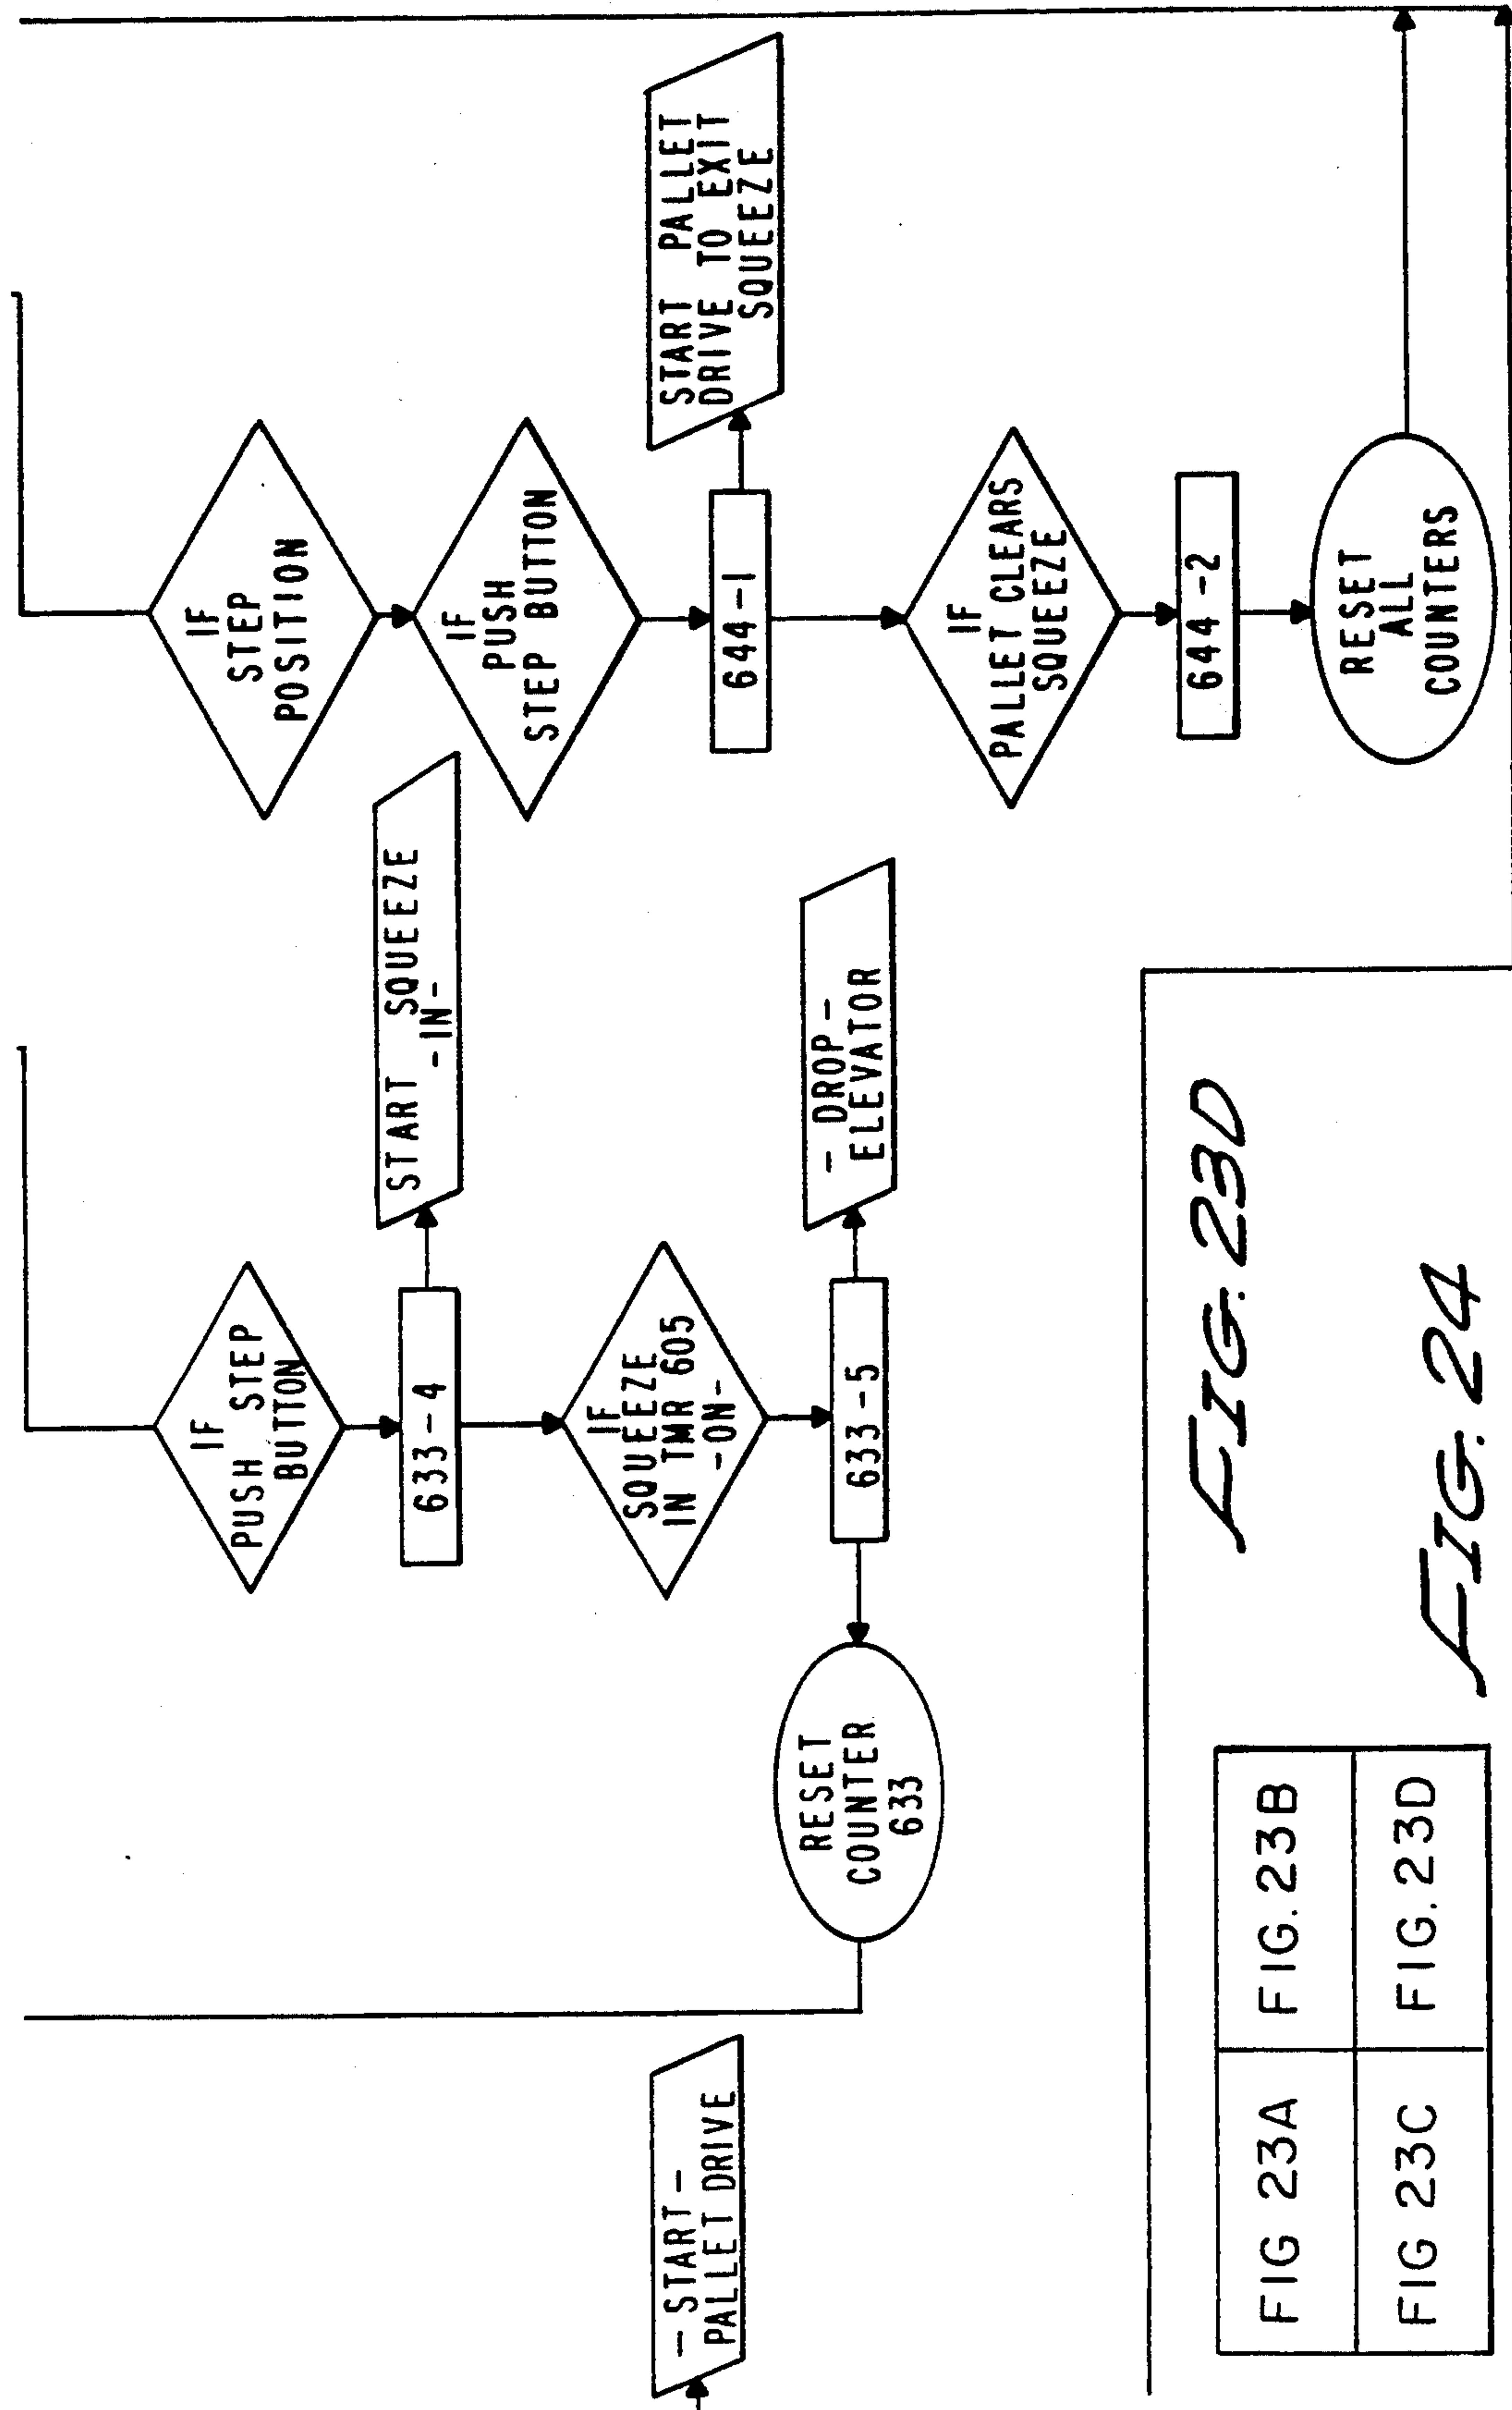 IF
STEP
POSITION
IF
PUSH
STEP BUTTON
644-1
START PALLET
DRIVE TO EXIT
SQUEEZE
IF
PALLET CLEARS
SQUEEZE
644-2
RESET
ALL
COUNTERS
IF
PUSH STEP
BUTTON
633-4
START SQUEEZE
-IN-
IF
SQUEEZE
IN TMR 605
-ON-
633-5
- DROP -
ELEVATOR
RESET
COUNTER
633
- START -
PALLET DRIVE
FIG. 23D
FIG 23A FIG. 23B
FIG 23C FIG. 23D
FIG. 24